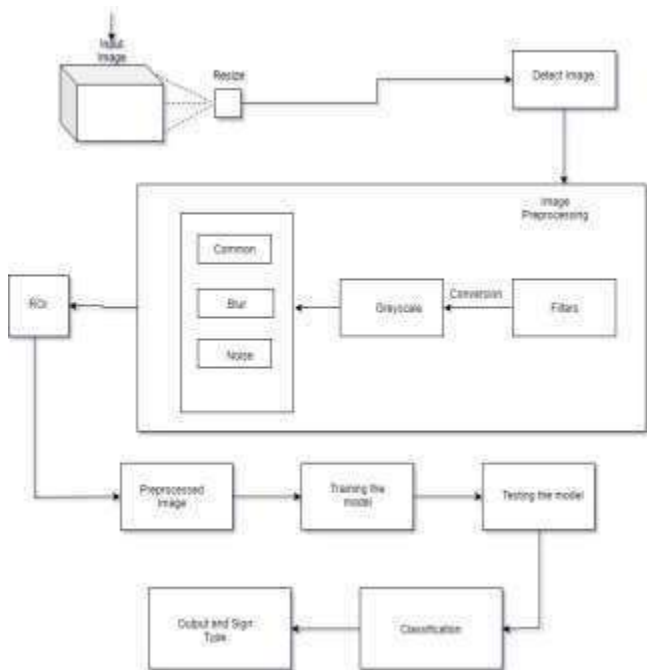 Input
Image
Resize
Detect Image
Image
Preprocessing
Common
Blur
Noise
Greyscale
Conversion
Filters
ROI
Preprocessed
Image
Training the
model
Testing the model
Classification
Output and Sign
Type